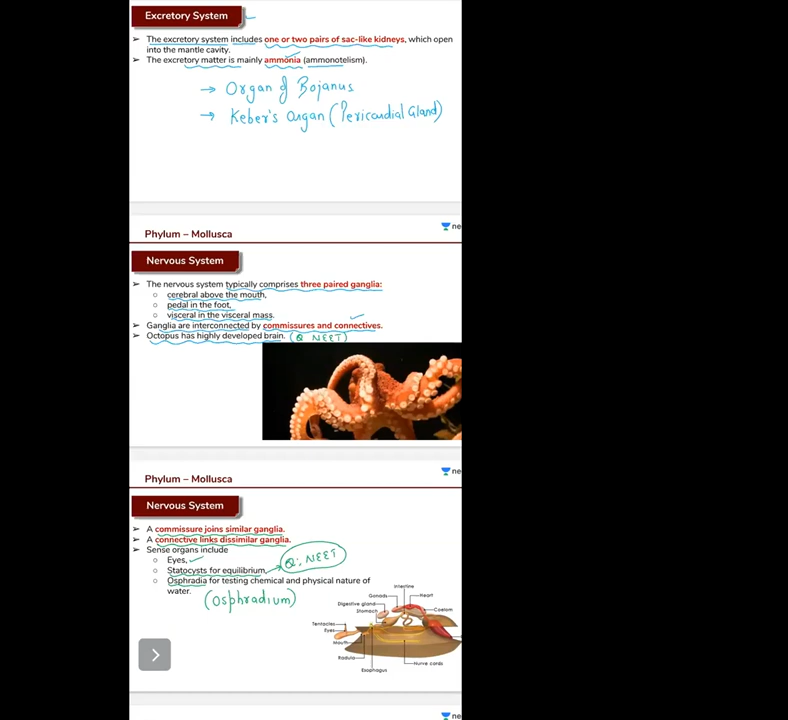 Excretory System
➢ The excretory system includes one or two pairs of sac-like kidneys, which open
into the mantle cavity.
➢ The excretory matter is mainly ammonia (ammonotelism).
→ Organ of Bojanus
→ Keber's Organ (Pericardial Gland)
ne
Phylum – Mollusca
Nervous System
➢ The nervous system typically comprises three paired ganglia:
○ cerebral above the mouth,
○ pedal in the foot,
○ visceral in the visceral mass.
➢ Ganglia are interconnected by commissures and connectives.
➢ Octopus has highly developed brain. (Q NEET)
ne
Phylum – Mollusca
Nervous System
➢ A commissure joins similar ganglia.
➢ A connective links dissimilar ganglia.
➢ Sense organs include
○ Eyes,
○ Statocysts for equilibrium, → Q: NEET
○ Osphradia for testing chemical and physical nature of
water.
(Osphradium)
Intertine
Gonads
Heart
Digestive gland
Stomach
Coelom
Tentacles
Eyes
Mouth
Radula
Nerve cords
Esophagus
ne
Phylum – Mollusca